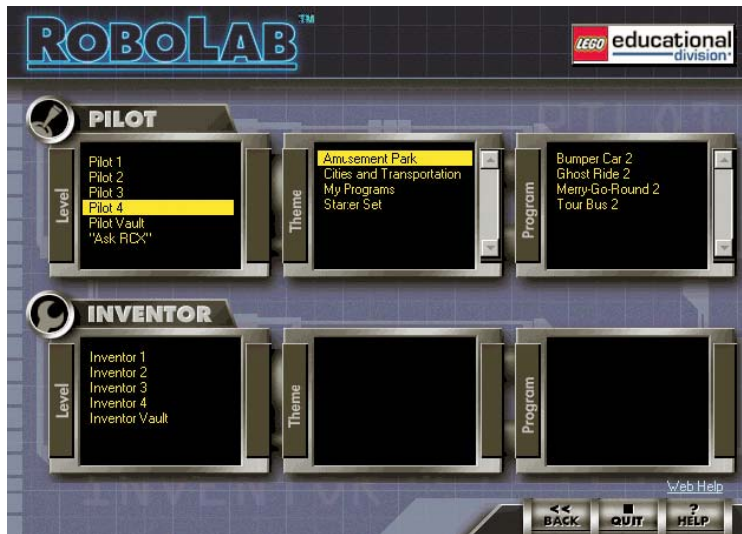 ROBOLAB™
LEGO educational
division
PILOT
Level
Pilot 1
Pilot 2
Pilot 3
Pilot 4
Pilot Vault
"Ask RCX"
Theme
Amusement Park
Cities and Transportation
My Programs
Starter Set
Program
Bumper Car 2
Ghost Ride 2
Merry-Go-Round 2
Tour Bus 2
INVENTOR
Level
Inventor 1
Inventor 2
Inventor 3
Inventor 4
Inventor Vault
Theme
Program
Web Help
<< BACK
QUIT
? HELP